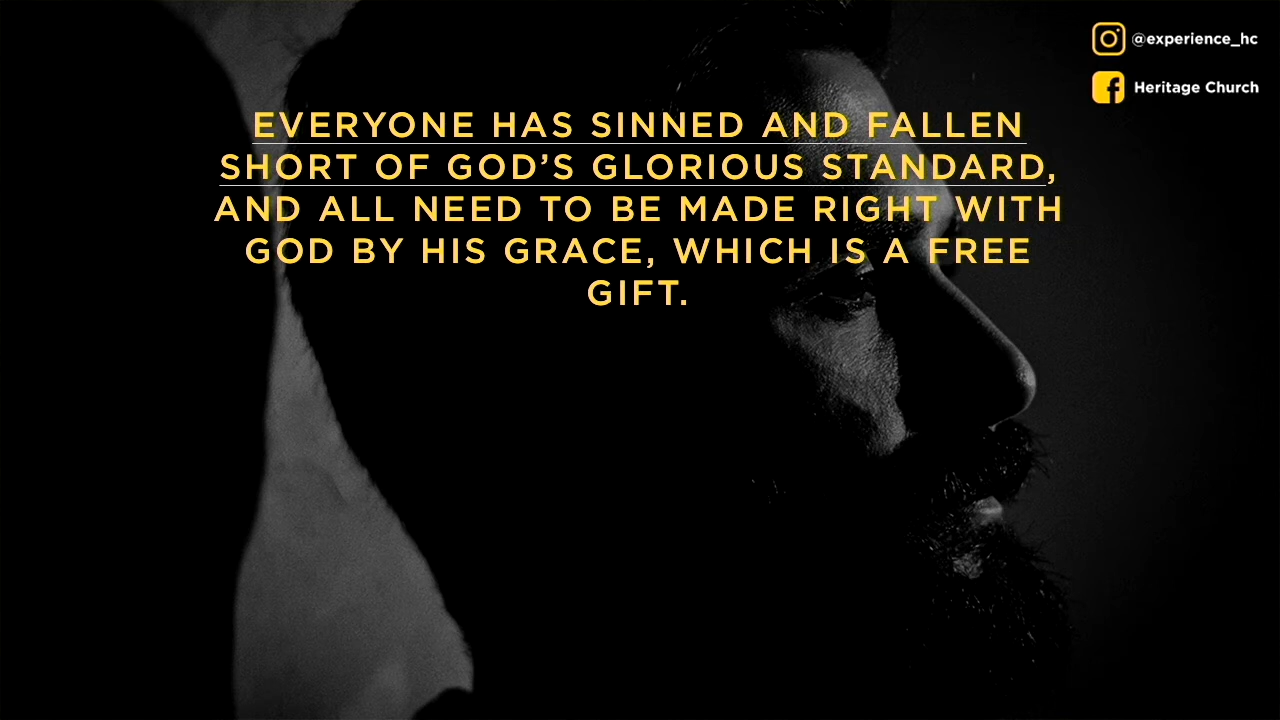 @experience_hc
Heritage Church
EVERYONE HAS SINNED AND FALLEN
SHORT OF GOD’S GLORIOUS STANDARD,
AND ALL NEED TO BE MADE RIGHT WITH
GOD BY HIS GRACE, WHICH IS A FREE
GIFT.